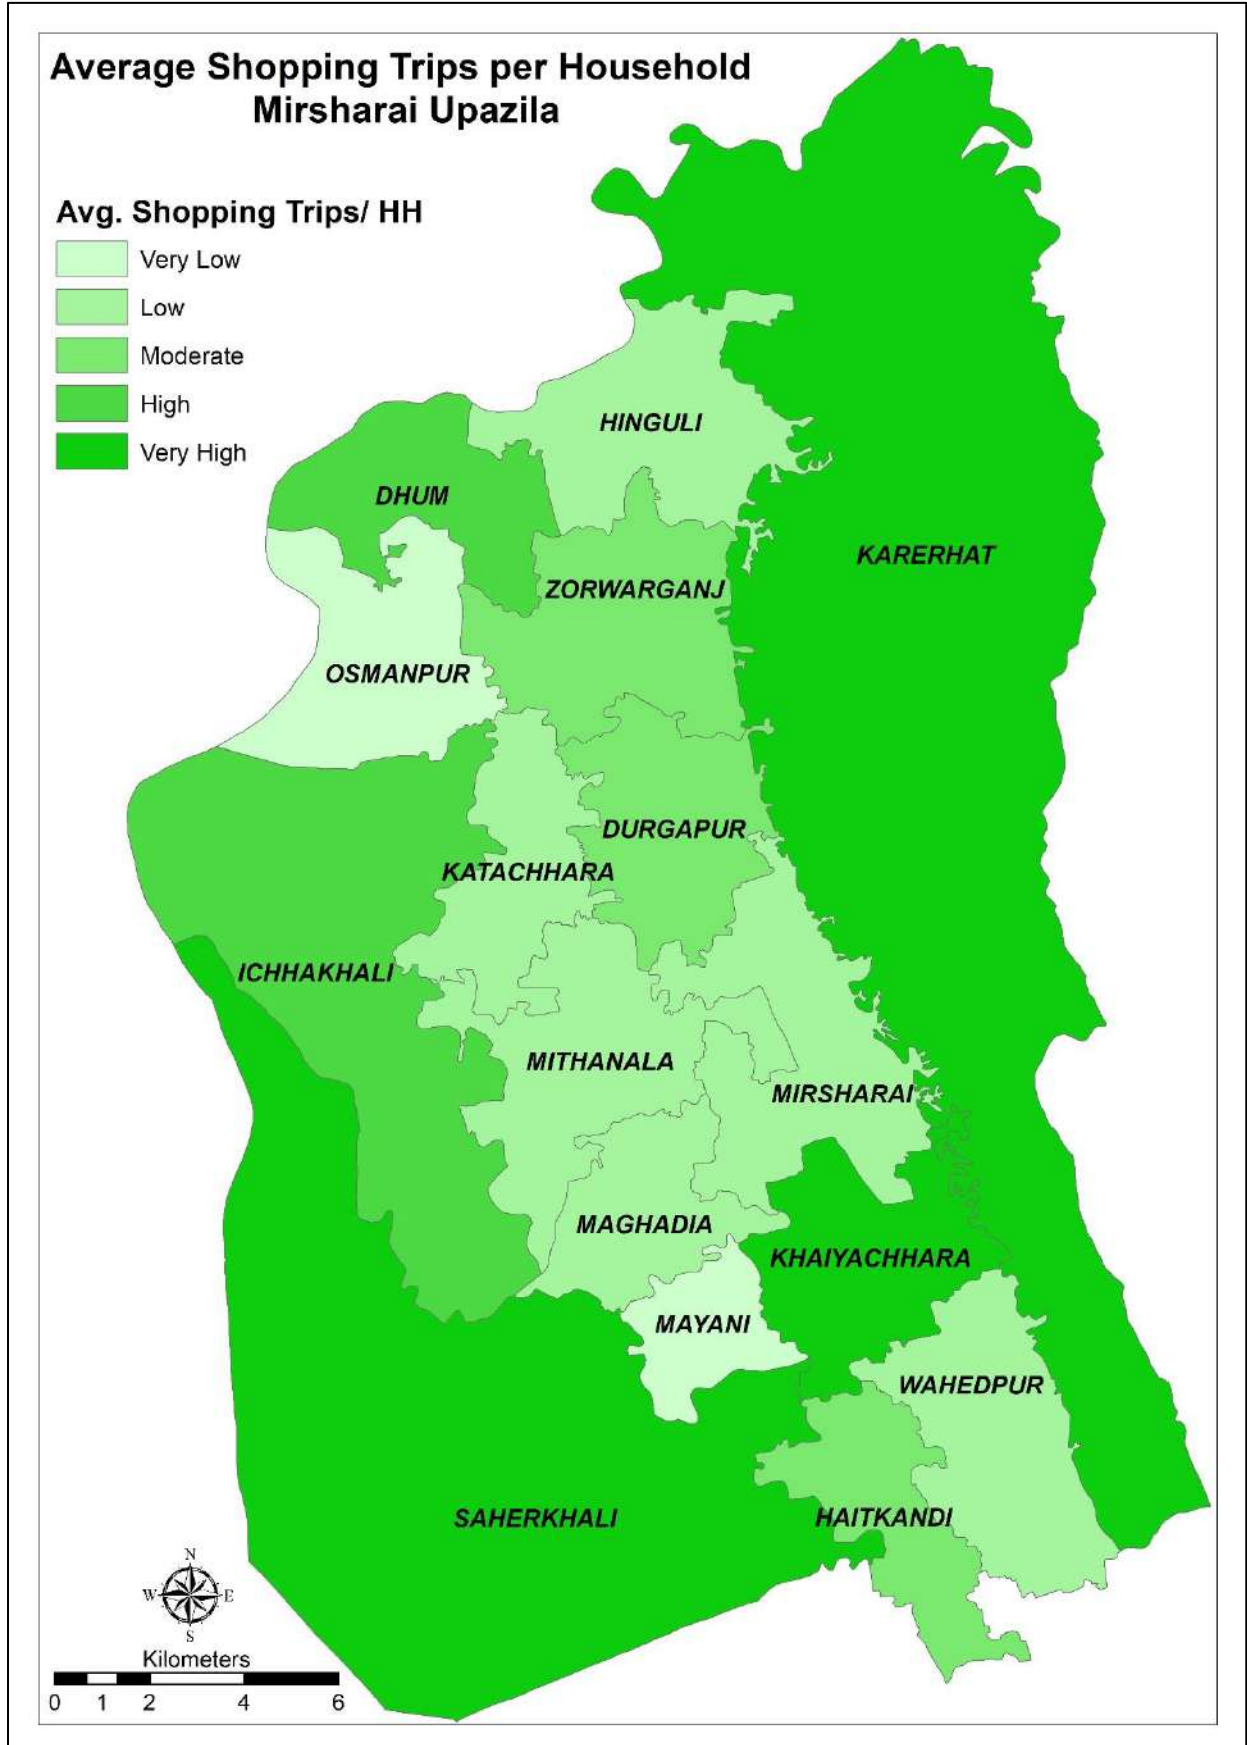 Average Shopping Trips per Household
Mirsharai Upazila
Avg. Shopping Trips/ HH
Very Low
Low
Moderate
High
Very High
HINGULI
DHUM
KARERHAT
ZORWARGANJ
OSMANPUR
DURGAPUR
KATACHHARA
ICHHAKHALI
MITHANALA
MIRSHARAI
MAGHADIA
KHAIYACHHARA
MAYANI
WAHEDPUR
SAHERKHALI
HAITKANDI
N
W E
S
Kilometers
0 1 2 4 6